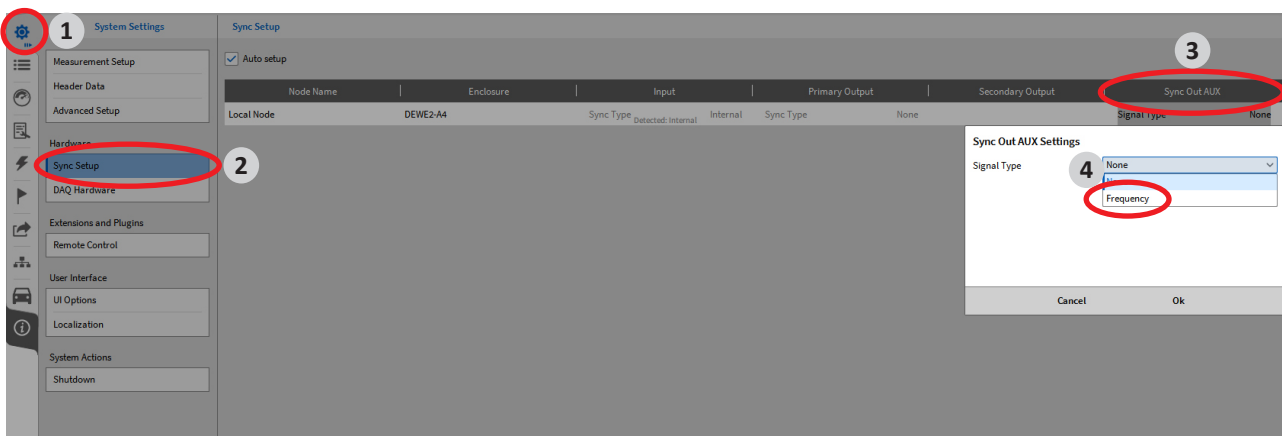 1
System Settings
Sync Setup
Measurement Setup
Header Data
Advanced Setup
Hardware
Sync Setup
2
DAQ Hardware
Extensions and Plugins
Remote Control
User Interface
UI Options
Localization
System Actions
Shutdown
Auto setup
3
Node Name Enclosure Input Primary Output Secondary Output Sync Out AUX
Local Node DEWE2-A4 Sync Type Detected: Internal Internal Sync Type None Signal Type None
Sync Out AUX Settings
Signal Type 4 None
Frequency
Cancel Ok